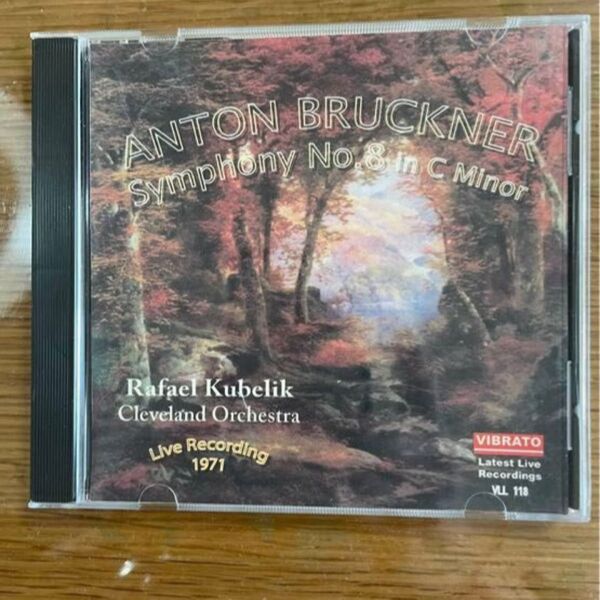 ANTON BRUCKNER
Symphony No.8 in C Minor
Rafael Kubelik
Cleveland Orchestra
Live Recording
1971
VIBRATO
Latest Live
Recordings
VLL 118